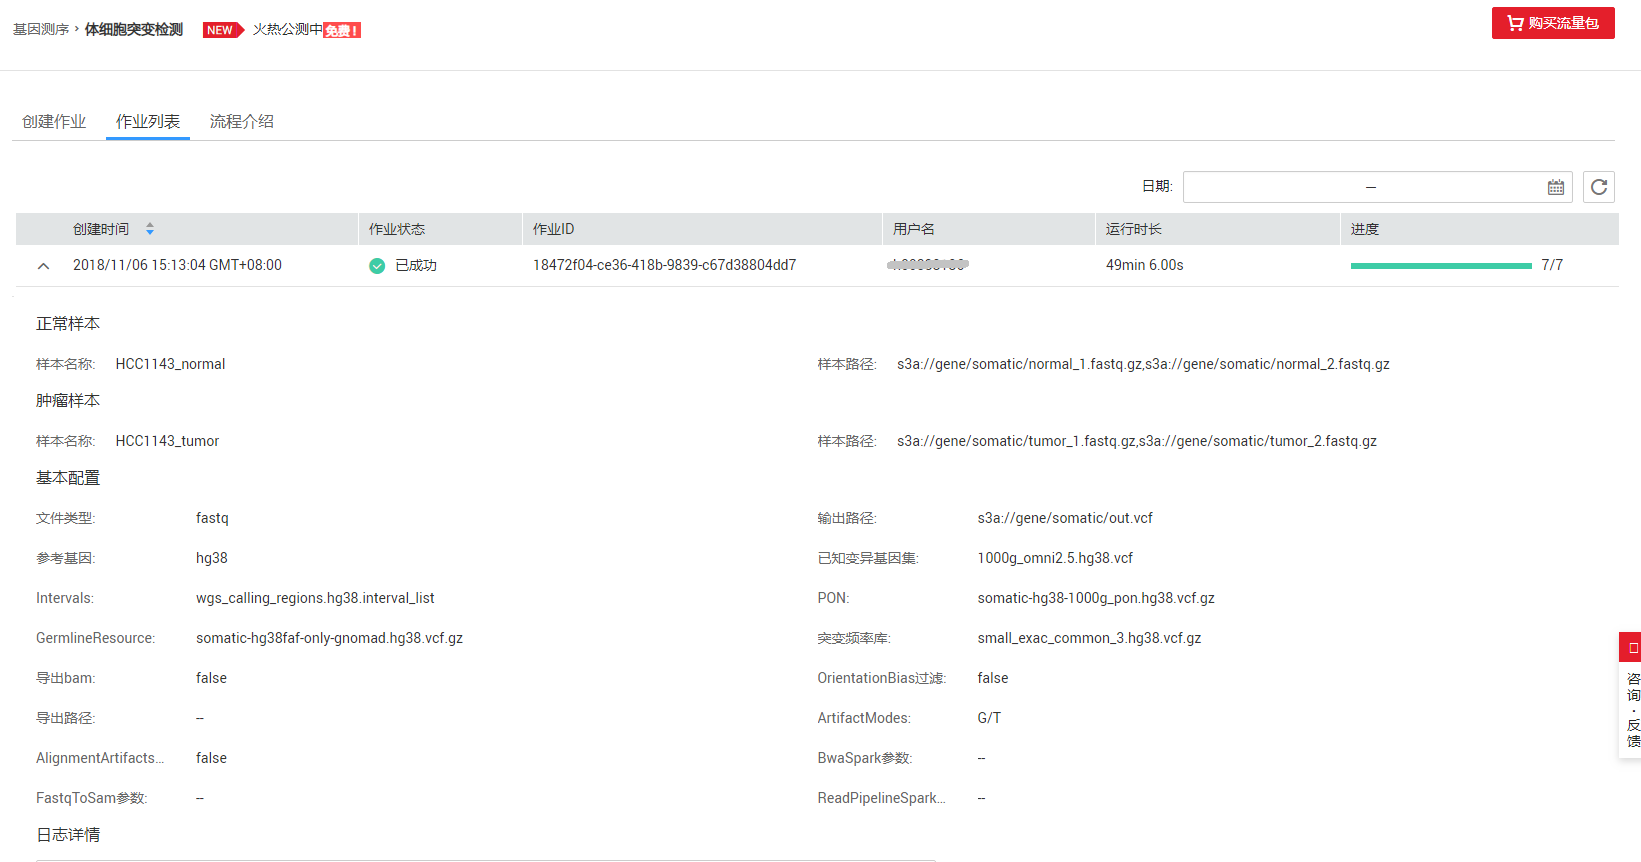 基因测序 › 体细胞突变检测 NEW 火热公测中免费! 购买流量包
创建作业 作业列表 流程介绍
日期: –
创建时间 作业状态 作业ID 用户名 运行时长 进度
2018/11/06 15:13:04 GMT+08:00 已成功 18472f04-ce36-418b-9839-c67d38804dd7 49min 6.00s 7/7
正常样本
样本名称: HCC1143_normal 样本路径: s3a://gene/somatic/normal_1.fastq.gz,s3a://gene/somatic/normal_2.fastq.gz
肿瘤样本
样本名称: HCC1143_tumor 样本路径: s3a://gene/somatic/tumor_1.fastq.gz,s3a://gene/somatic/tumor_2.fastq.gz
基本配置
文件类型: fastq 输出路径: s3a://gene/somatic/out.vcf
参考基因: hg38 已知变异基因集: 1000g_omni2.5.hg38.vcf
Intervals: wgs_calling_regions.hg38.interval_list PON: somatic-hg38-1000g_pon.hg38.vcf.gz
GermlineResource: somatic-hg38faf-only-gnomad.hg38.vcf.gz 突变频率库: small_exac_common_3.hg38.vcf.gz
导出bam: false OrientationBias过滤: false
导出路径: -- ArtifactModes: G/T
AlignmentArtifacts... false BwaSpark参数: --
FastqToSam参数: -- ReadPipelineSpark... --
日志详情
咨询·反馈